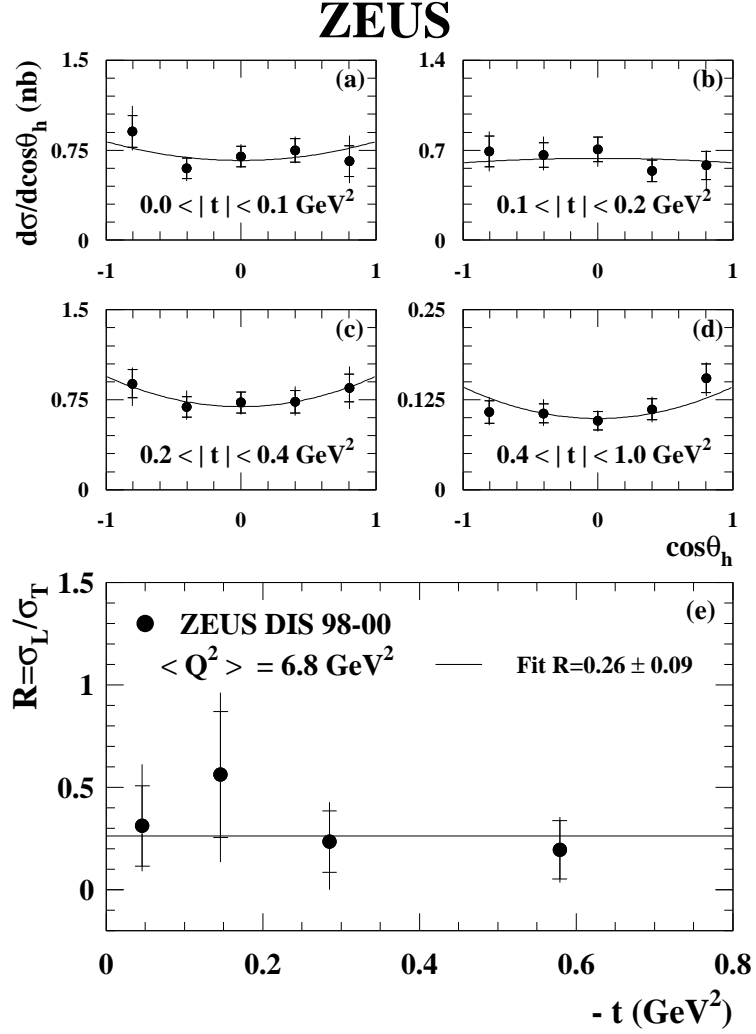 ZEUS
dσ/dcosθh (nb)
1.5
0.75
0
(a)
0.0 < | t | < 0.1 GeV2
-1 0 1
1.4
0.7
0
(b)
0.1 < | t | < 0.2 GeV2
-1 0 1
1.5
0.75
0
(c)
0.2 < | t | < 0.4 GeV2
-1 0 1
0.25
0.125
0
(d)
0.4 < | t | < 1.0 GeV2
-1 0 1
cosθh
R=σL/σT
1.5
1
0.5
0
(e)
ZEUS DIS 98-00
< Q2 > = 6.8 GeV2
Fit R=0.26 ± 0.09
0 0.2 0.4 0.6 0.8
- t (GeV2)